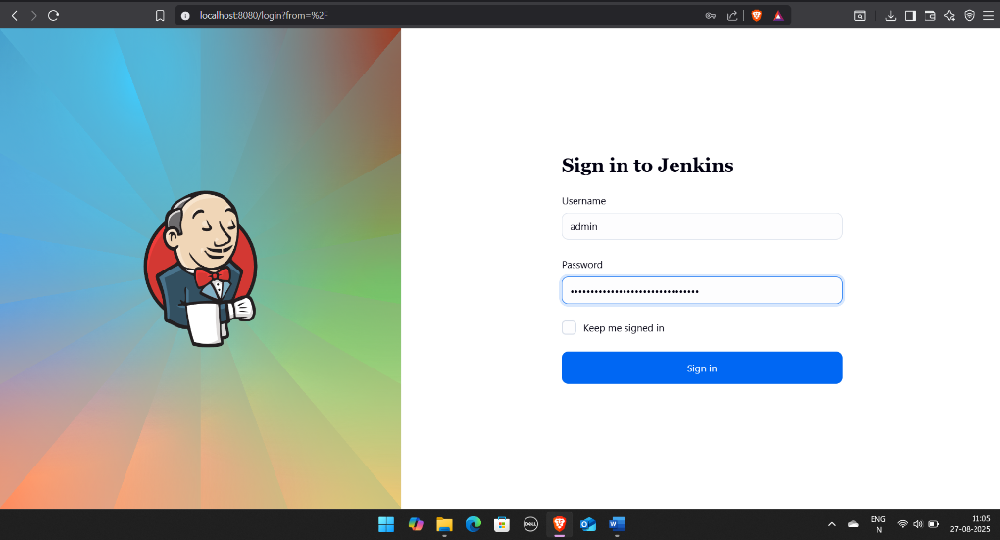 localhost:8080/login?from=%2F
Sign in to Jenkins
Username
admin
Password
Keep me signed in
Sign in
DELL
W
ENG
IN
11:05
27-08-2025